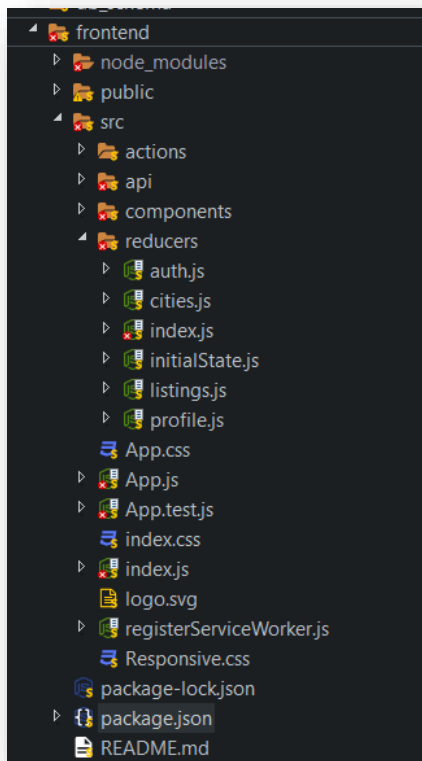 db_schema
frontend
node_modules
public
src
actions
api
components
reducers
auth.js
cities.js
index.js
initialState.js
listings.js
profile.js
App.css
App.js
App.test.js
index.css
index.js
logo.svg
registerServiceWorker.js
Responsive.css
package-lock.json
package.json
README.md